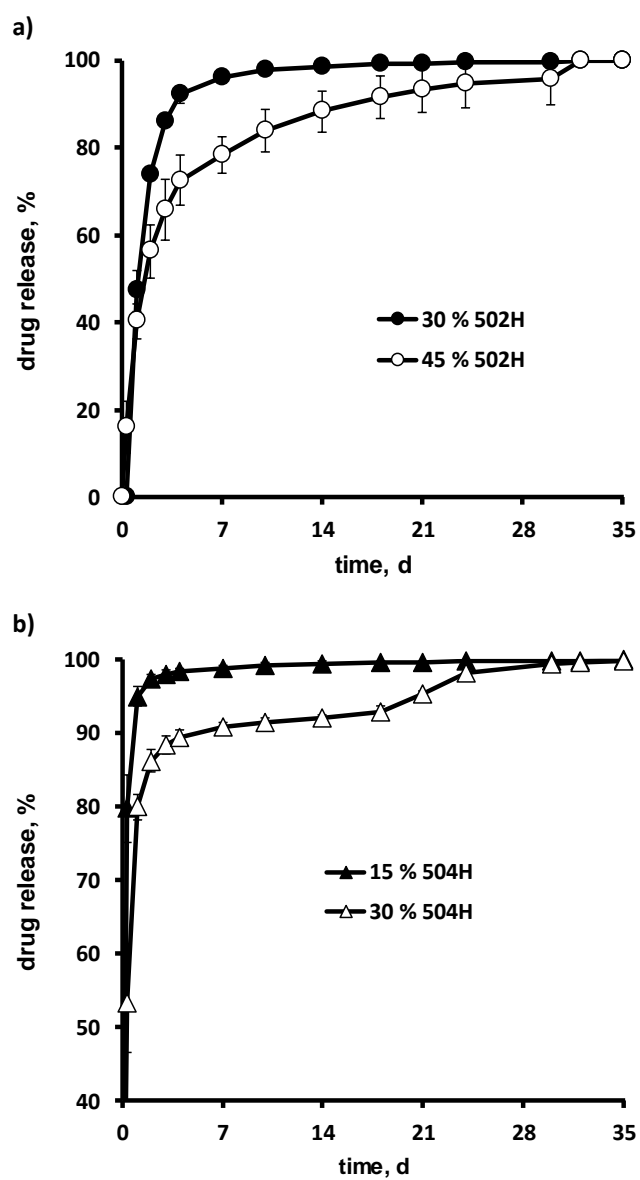 a)
100
80
60
40
20
0
drug release, %
30 % 502H
45 % 502H
0 7 14 21 28 35
time, d
b)
100
90
80
70
60
50
40
drug release, %
15 % 504H
30 % 504H
0 7 14 21 28 35
time, d